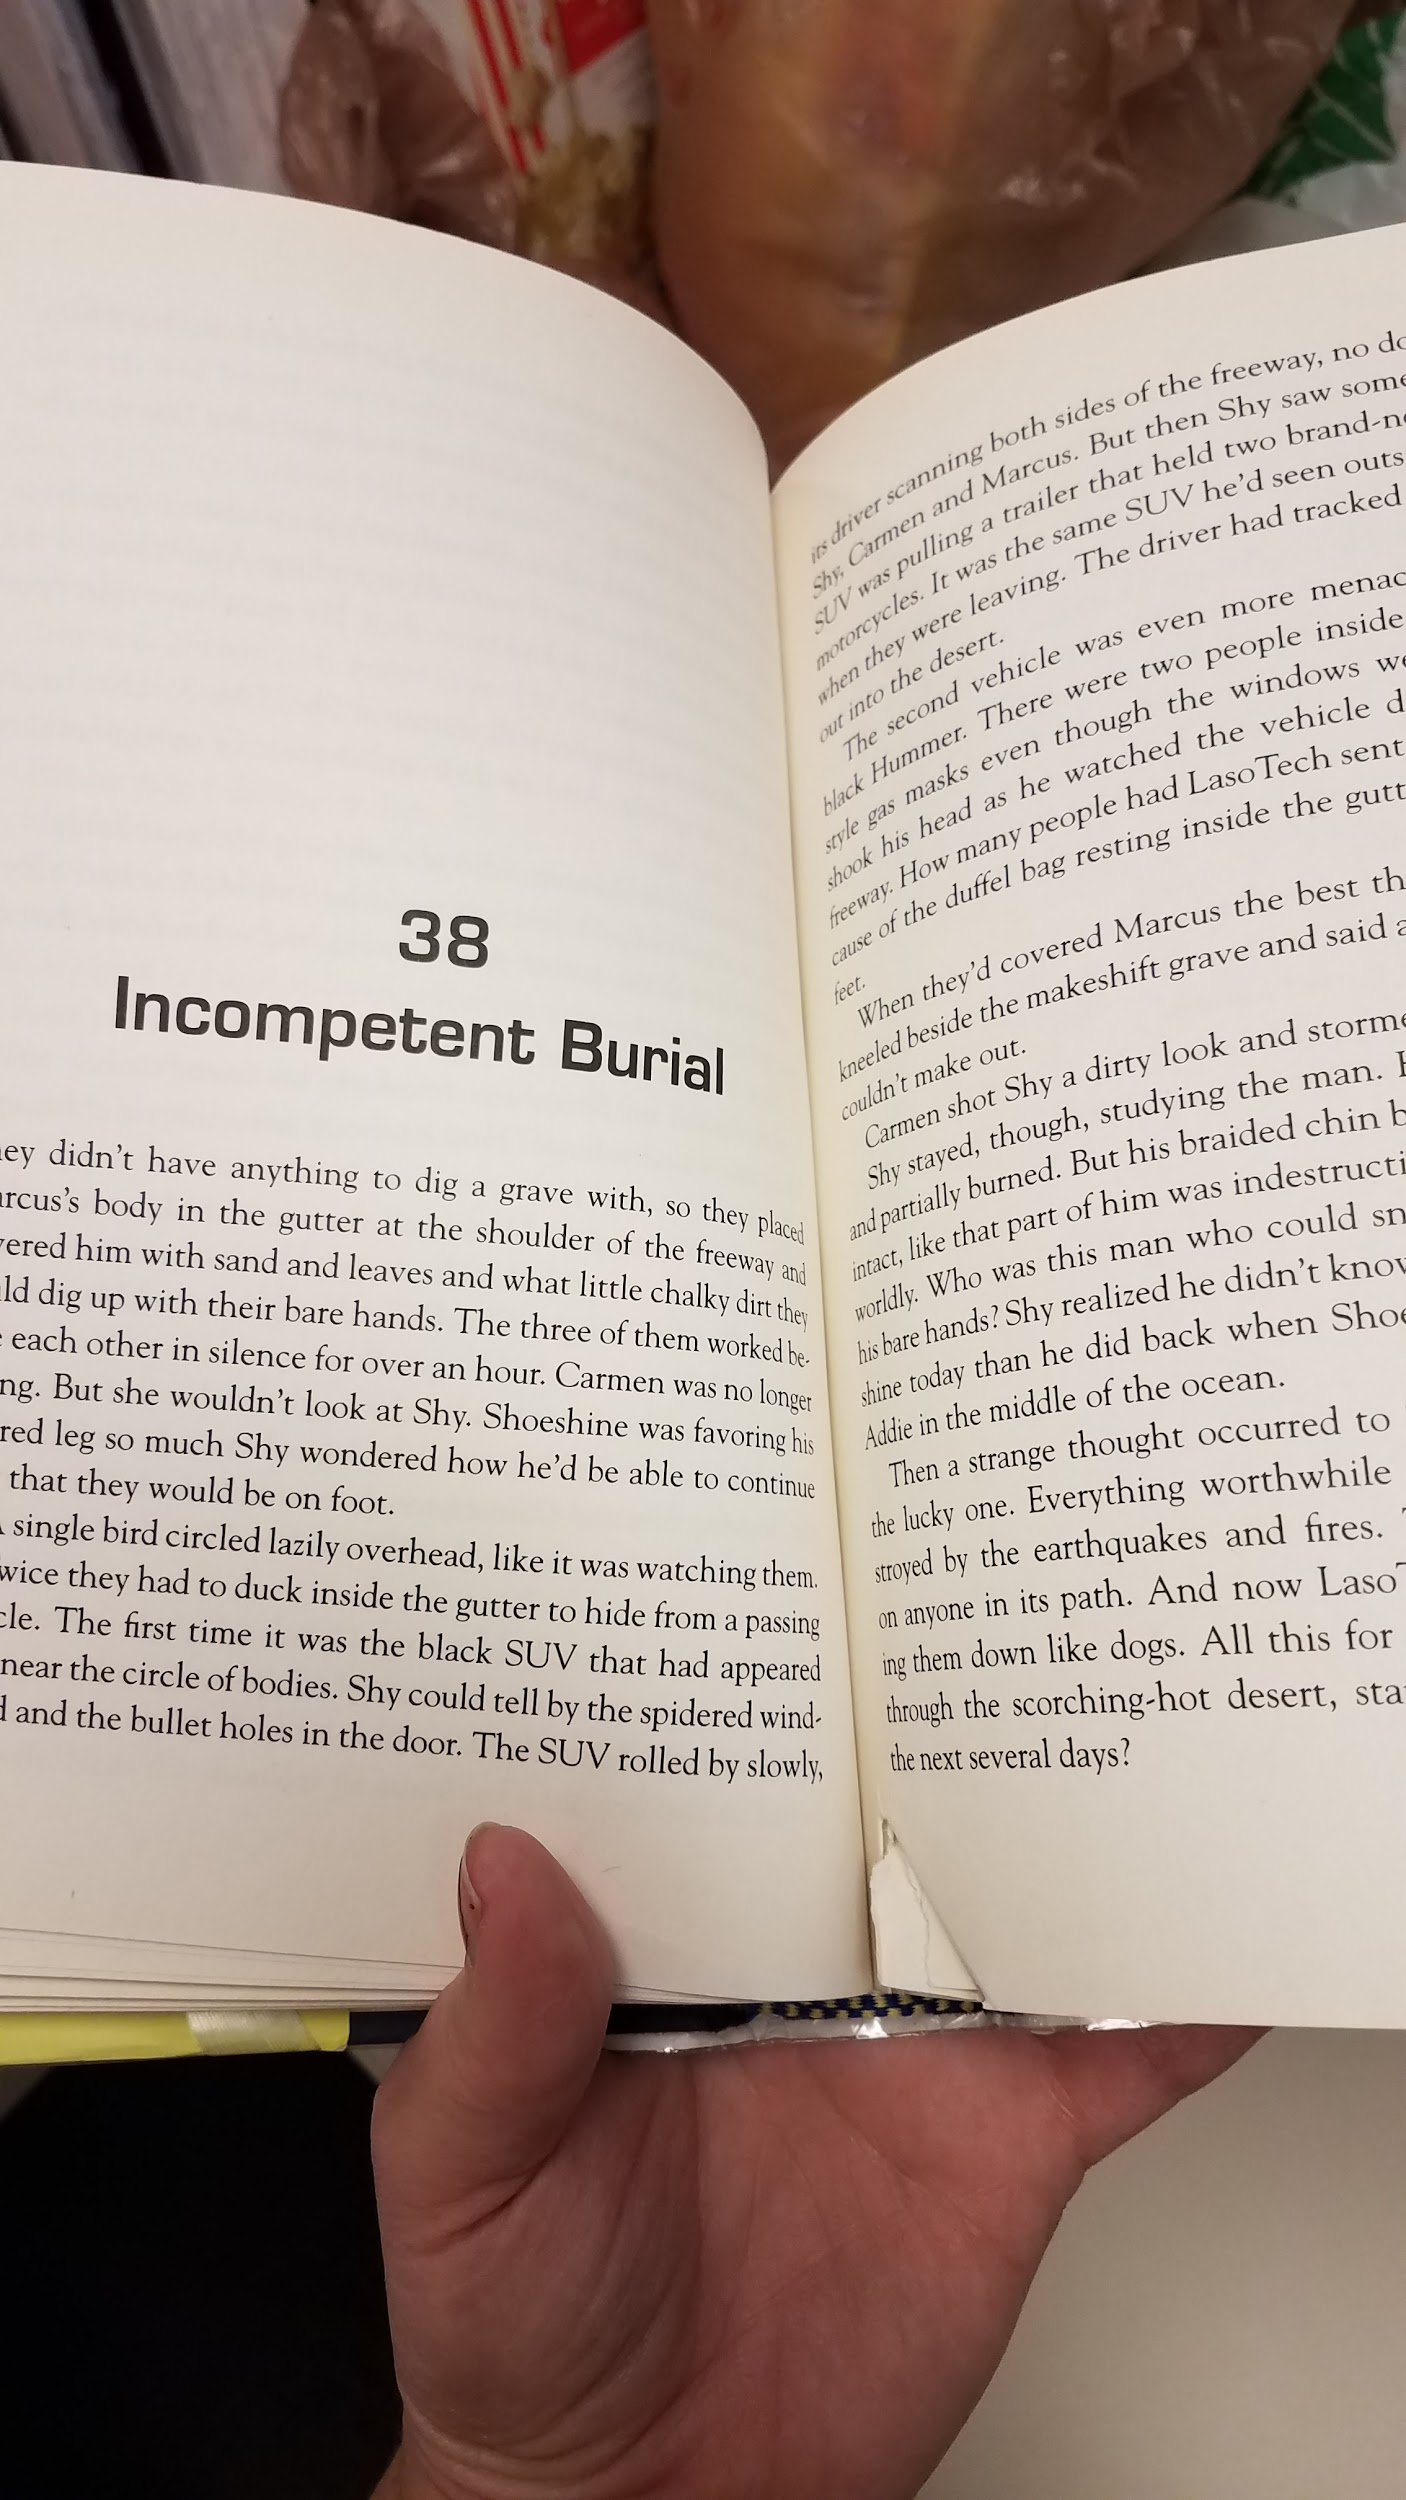 38
Incompetent Burial
ey didn't have anything to dig a grave with, so they placed
rcus's body in the gutter at the shoulder of the freeway and
vered him with sand and leaves and what little chalky dirt they
ld dig up with their bare hands. The three of them worked be-
each other in silence for over an hour. Carmen was no longer
ng. But she wouldn't look at Shy. Shoeshine was favoring his
red leg so much Shy wondered how he'd be able to continue
that they would be on foot.
A single bird circled lazily overhead, like it was watching them.
wice they had to duck inside the gutter to hide from a passing
cle. The first time it was the black SUV that had appeared
near the circle of bodies. Shy could tell by the spidered wind-
d and the bullet holes in the door. The SUV rolled by slowly,
its driver scanning both sides of the freeway, no do
Shy, Carmen and Marcus. But then Shy saw some
SUV was pulling a trailer that held two brand-ne
motorcycles. It was the same SUV he'd seen outs
when they were leaving. The driver had tracked
out into the desert.
The second vehicle was even more menac
black Hummer. There were two people inside
style gas masks even though the windows we
shook his head as he watched the vehicle d
freeway. How many people had LasoTech sent
cause of the duffel bag resting inside the gutt
feet.
When they'd covered Marcus the best th
kneeled beside the makeshift grave and said a
couldn't make out.
Carmen shot Shy a dirty look and storme
Shy stayed, though, studying the man. H
and partially burned. But his braided chin b
intact, like that part of him was indestructi
worldly. Who was this man who could sn
his bare hands? Shy realized he didn't know
shine today than he did back when Shoe
Addie in the middle of the ocean.
Then a strange thought occurred to
the lucky one. Everything worthwhile
stroyed by the earthquakes and fires. T
on anyone in its path. And now LasoT
ing them down like dogs. All this for
through the scorching-hot desert, sta
the next several days?